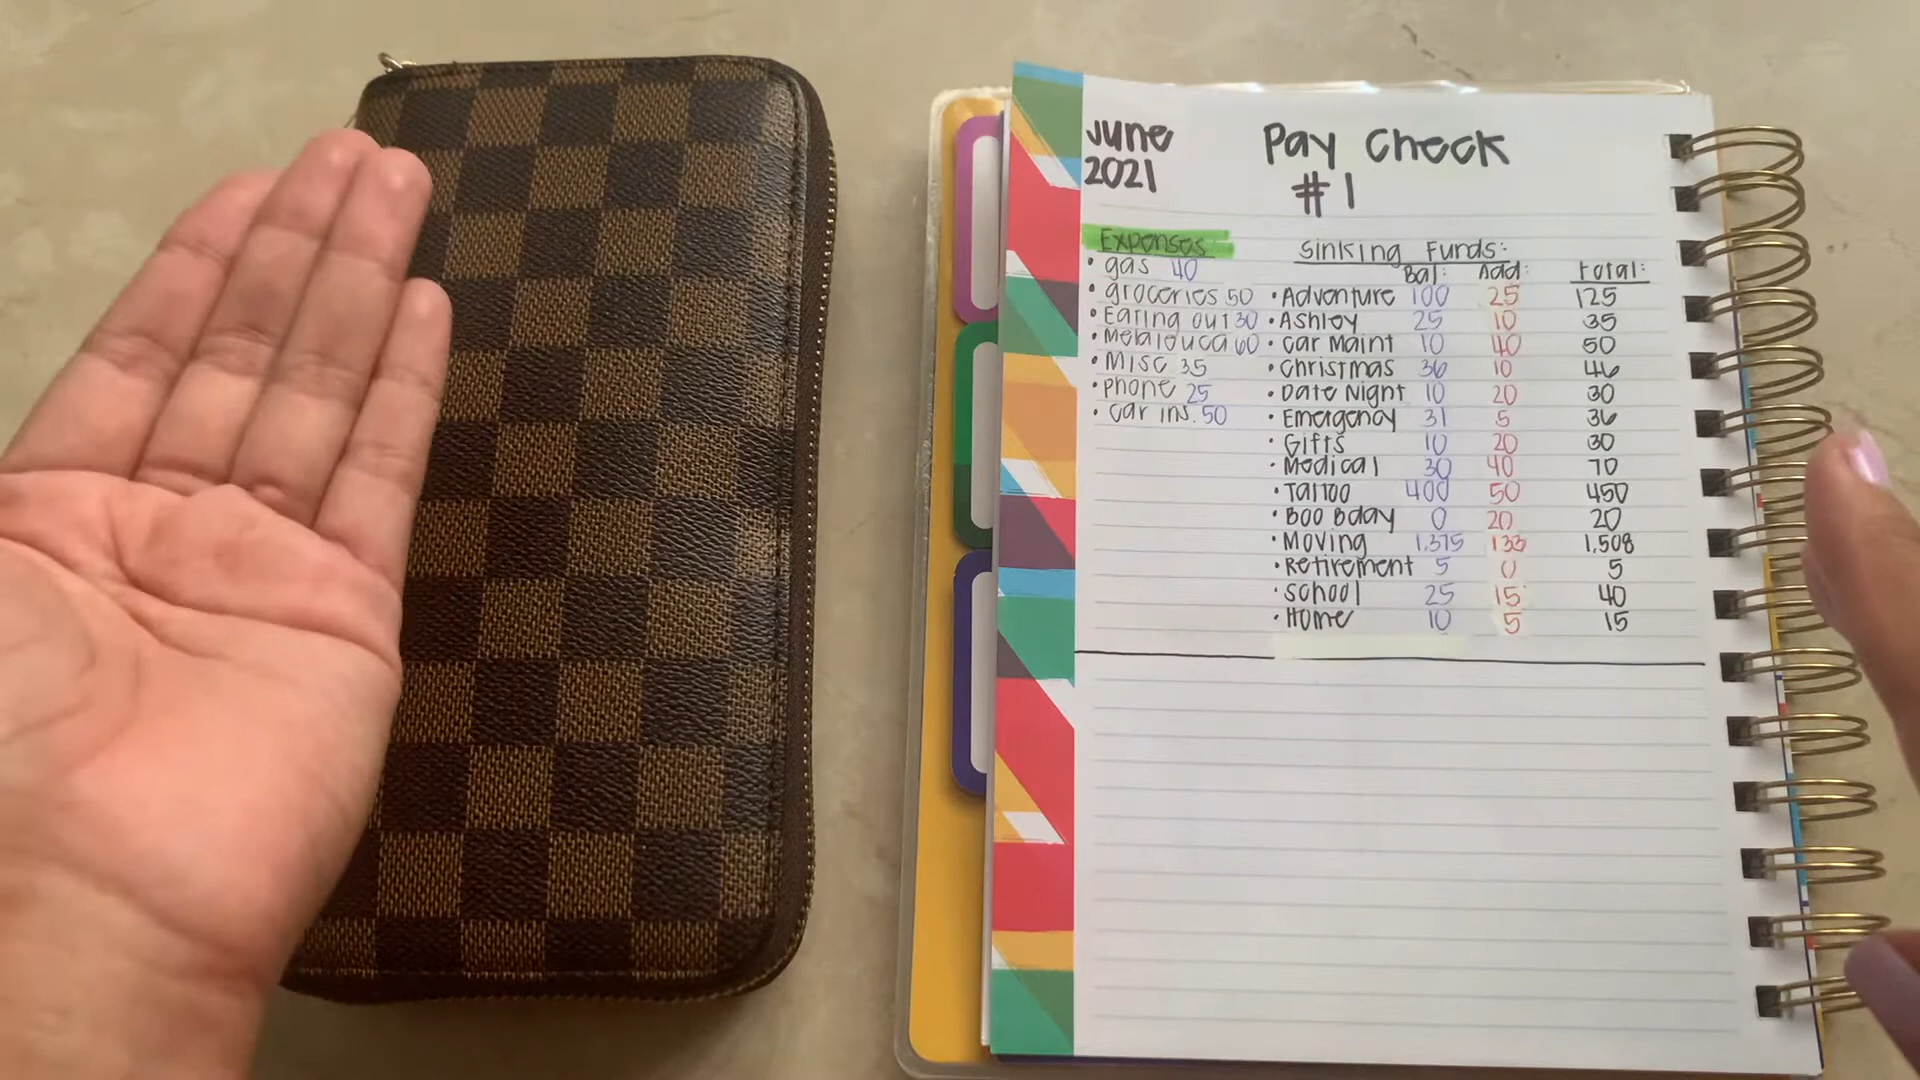 June
2021
Pay Check
#1
Expenses
• gas 40
• groceries 50
• Eating out 30
• Melalouca 60
• Misc 35
• phone 25
• car ins. 50
Sinking Funds:
Bal: Add: total:
• Adventure 100 25 125
• Ashley 25 10 35
• Car Maint 10 40 50
• Christmas 36 10 46
• Date Night 10 20 30
• Emergency 31 5 36
• Gifts 10 20 30
• Medical 30 40 70
• Tattoo 400 50 450
• Boo Bday 0 20 20
• Moving 1,375 133 1,508
• Retirement 5 0 5
• School 25 15 40
• Home 10 5 15